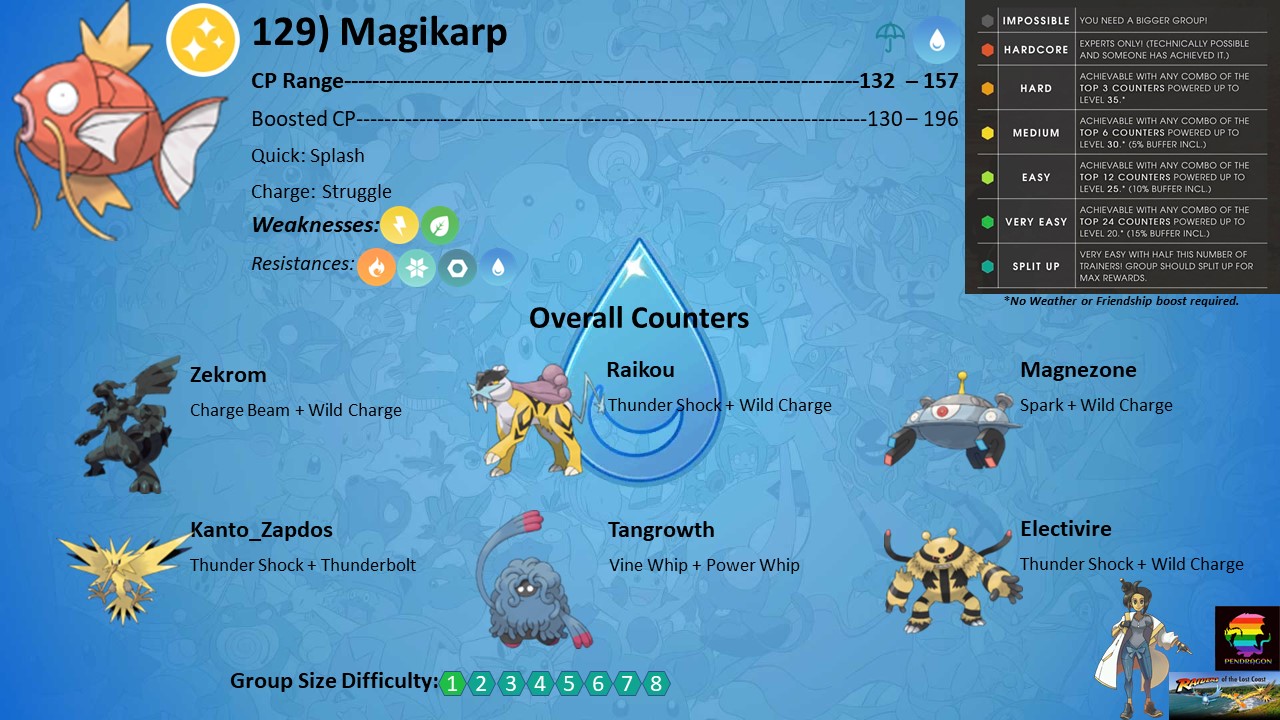 129) Magikarp
CP Range---132 – 157
Boosted CP---130 – 196
Quick: Splash
Charge: Struggle
Weaknesses:
Resistances:
IMPOSSIBLE YOU NEED A BIGGER GROUP!
HARDCORE EXPERTS ONLY! (TECHNICALLY POSSIBLE
AND SOMEONE HAS ACHIEVED IT.)
HARD ACHIEVABLE WITH ANY COMBO OF THE
TOP 3 COUNTERS POWERED UP TO
LEVEL 35.*
MEDIUM ACHIEVABLE WITH ANY COMBO OF THE
TOP 6 COUNTERS POWERED UP TO
LEVEL 30.* (5% BUFFER INCL.)
EASY ACHIEVABLE WITH ANY COMBO OF THE
TOP 12 COUNTERS POWERED UP TO
LEVEL 25.* (10% BUFFER INCL.)
VERY EASY ACHIEVABLE WITH ANY COMBO OF THE
TOP 24 COUNTERS POWERED UP TO
LEVEL 20.* (15% BUFFER INCL.)
SPLIT UP VERY EASY WITH HALF THIS NUMBER OF
TRAINERS! GROUP SHOULD SPLIT UP FOR
MAX REWARDS.
*No Weather or Friendship boost required.
Overall Counters
Zekrom
Charge Beam + Wild Charge
Raikou
Thunder Shock + Wild Charge
Magnezone
Spark + Wild Charge
Kanto_Zapdos
Thunder Shock + Thunderbolt
Tangrowth
Vine Whip + Power Whip
Electivire
Thunder Shock + Wild Charge
Group Size Difficulty: 1 2 3 4 5 6 7 8
PENDRAGON
RAIDERS of the Lost Coast